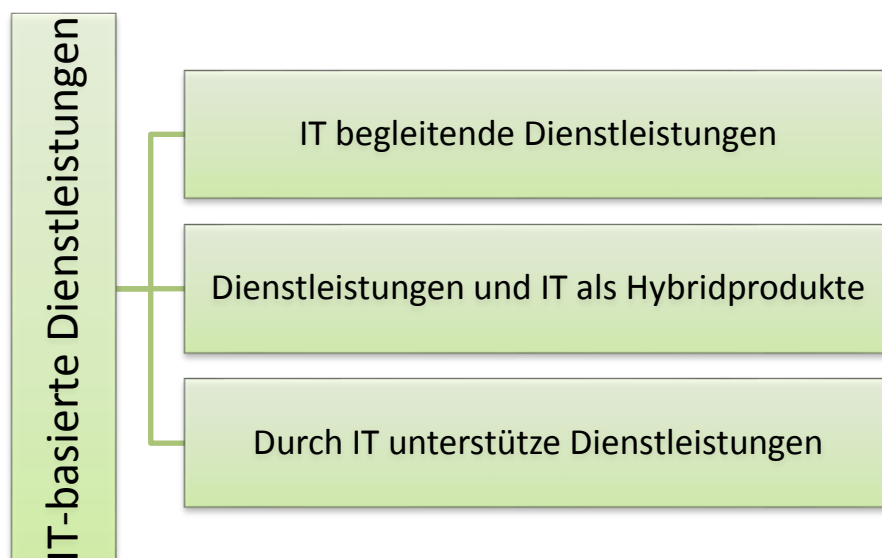 IT-basierte Dienstleistungen
IT begleitende Dienstleistungen
Dienstleistungen und IT als Hybridprodukte
Durch IT unterstütze Dienstleistungen